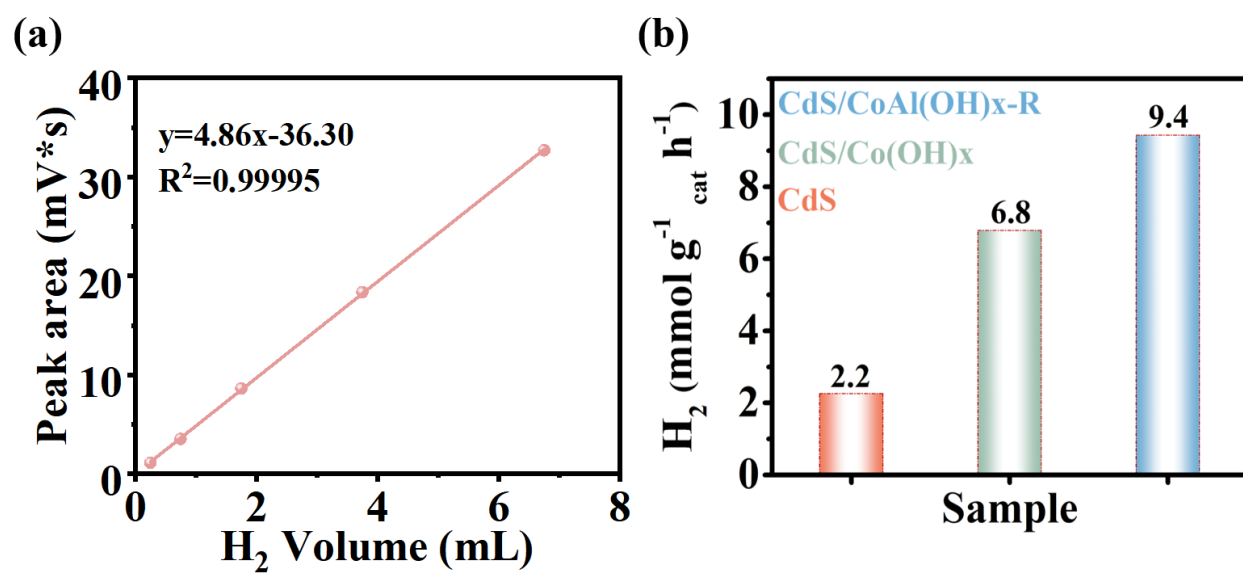 (a)
y=4.86x-36.30
R²=0.99995
Peak area (mV*s)
40
30
20
10
0
0 2 4 6 8
H₂ Volume (mL)
(b)
CdS/CoAl(OH)x-R
CdS/Co(OH)x
CdS
H₂ (mmol g⁻¹cat h⁻¹)
10
8
6
4
2
0
2.2
6.8
9.4
Sample